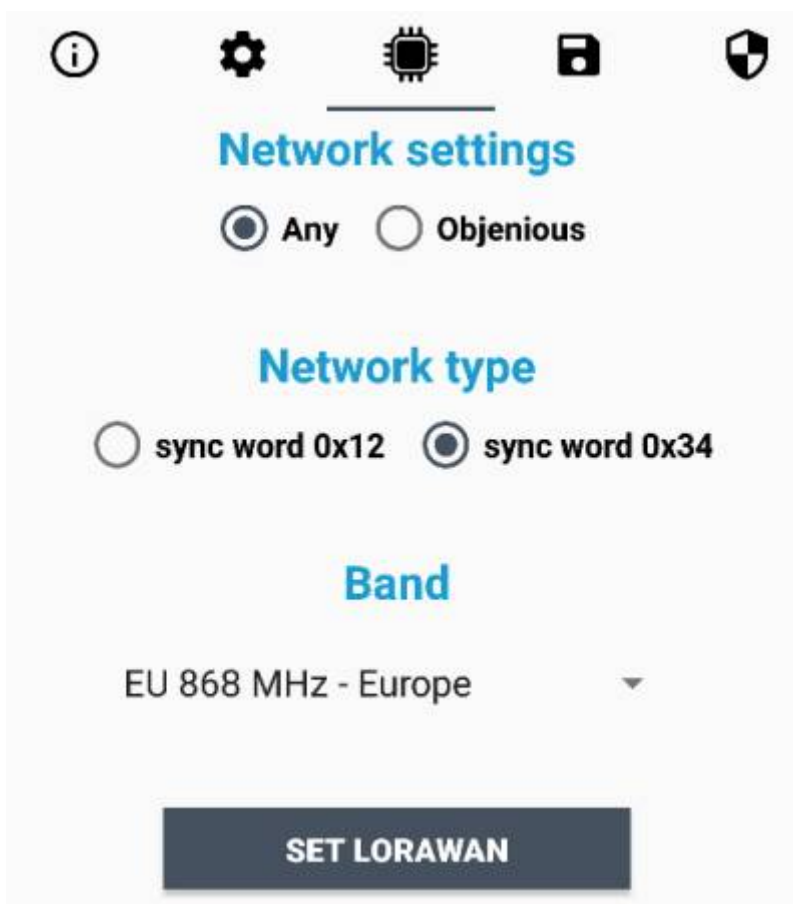 Network settings
Any Objenious
Network type
sync word 0x12 sync word 0x34
Band
EU 868 MHz - Europe
SET LORAWAN